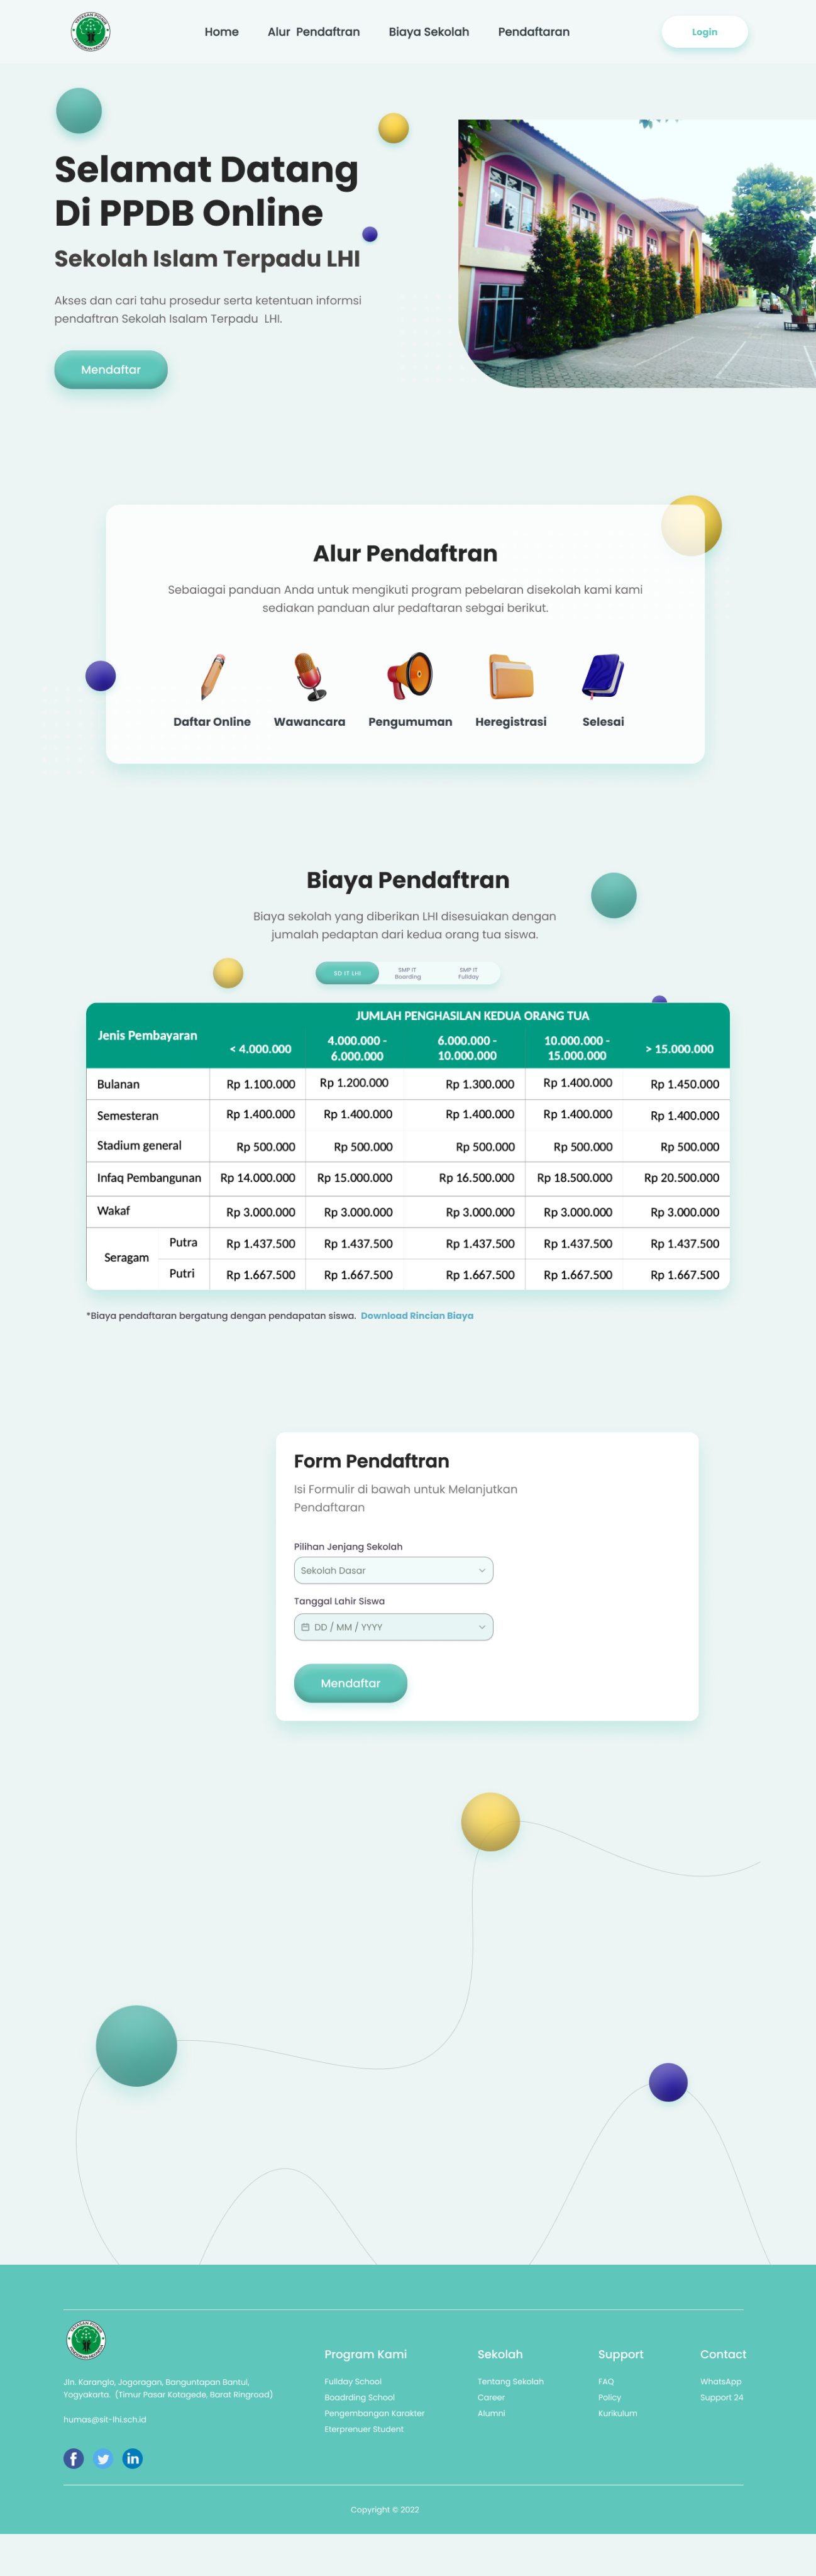 Home
Alur  Pendaftran
Biaya Sekolah
Pendaftaran
Login
Selamat Datang
Di PPDB Online
Sekolah Islam Terpadu LHI
Akses dan cari tahu prosedur serta ketentuan informsi
pendaftran Sekolah Isalam Terpadu  LHI.
Mendaftar
Alur Pendaftran
Sebaiagai panduan Anda untuk mengikuti program pebelaran disekolah kami kami
sediakan panduan alur pedaftaran sebgai berikut.
Daftar Online
Wawancara
Pengumuman
Heregistrasi
Selesai
Biaya Pendaftran
Biaya sekolah yang diberikan LHI disesuiakan dengan
jumalah pedaptan dari kedua orang tua siswa.
SD IT LHI
SMP IT
Boarding
SMP IT
Fullday
JUMLAH PENGHASILAN KEDUA ORANG TUA
Jenis Pembayaran
< 4.000.000
4.000.000 -
6.000.000
6.000.000 -
10.000.000
10.000.000 -
15.000.000
> 15.000.000
Bulanan Rp 1.100.000 Rp 1.200.000 Rp 1.300.000 Rp 1.400.000 Rp 1.450.000
Semesteran Rp 1.400.000 Rp 1.400.000 Rp 1.400.000 Rp 1.400.000 Rp 1.400.000
Stadium general Rp 500.000 Rp 500.000 Rp 500.000 Rp 500.000 Rp 500.000
Infaq Pembangunan Rp 14.000.000 Rp 15.000.000 Rp 16.500.000 Rp 18.500.000 Rp 20.500.000
Wakaf Rp 3.000.000 Rp 3.000.000 Rp 3.000.000 Rp 3.000.000 Rp 3.000.000
Seragam
Putra Rp 1.437.500 Rp 1.437.500 Rp 1.437.500 Rp 1.437.500 Rp 1.437.500
Putri Rp 1.667.500 Rp 1.667.500 Rp 1.667.500 Rp 1.667.500 Rp 1.667.500
*Biaya pendaftaran bergatung dengan pendapatan siswa.  Download Rincian Biaya
Form Pendaftran
Isi Formulir di bawah untuk Melanjutkan
Pendaftaran
Pilihan Jenjang Sekolah
Sekolah Dasar
Tanggal Lahir Siswa
DD / MM / YYYY
Mendaftar
Jln. Karanglo, Jogoragan, Banguntapan Bantul,
Yogyakarta.  (Timur Pasar Kotagede, Barat Ringroad)
humas@sit-lhi.sch.id
Program Kami
Fullday School
Boadrding School
Pengembangan Karakter
Eterprenuer Student
Sekolah
Tentang Sekolah
Career
Alumni
Support
FAQ
Policy
Kurikulum
Contact
WhatsApp
Support 24
Copyright © 2022